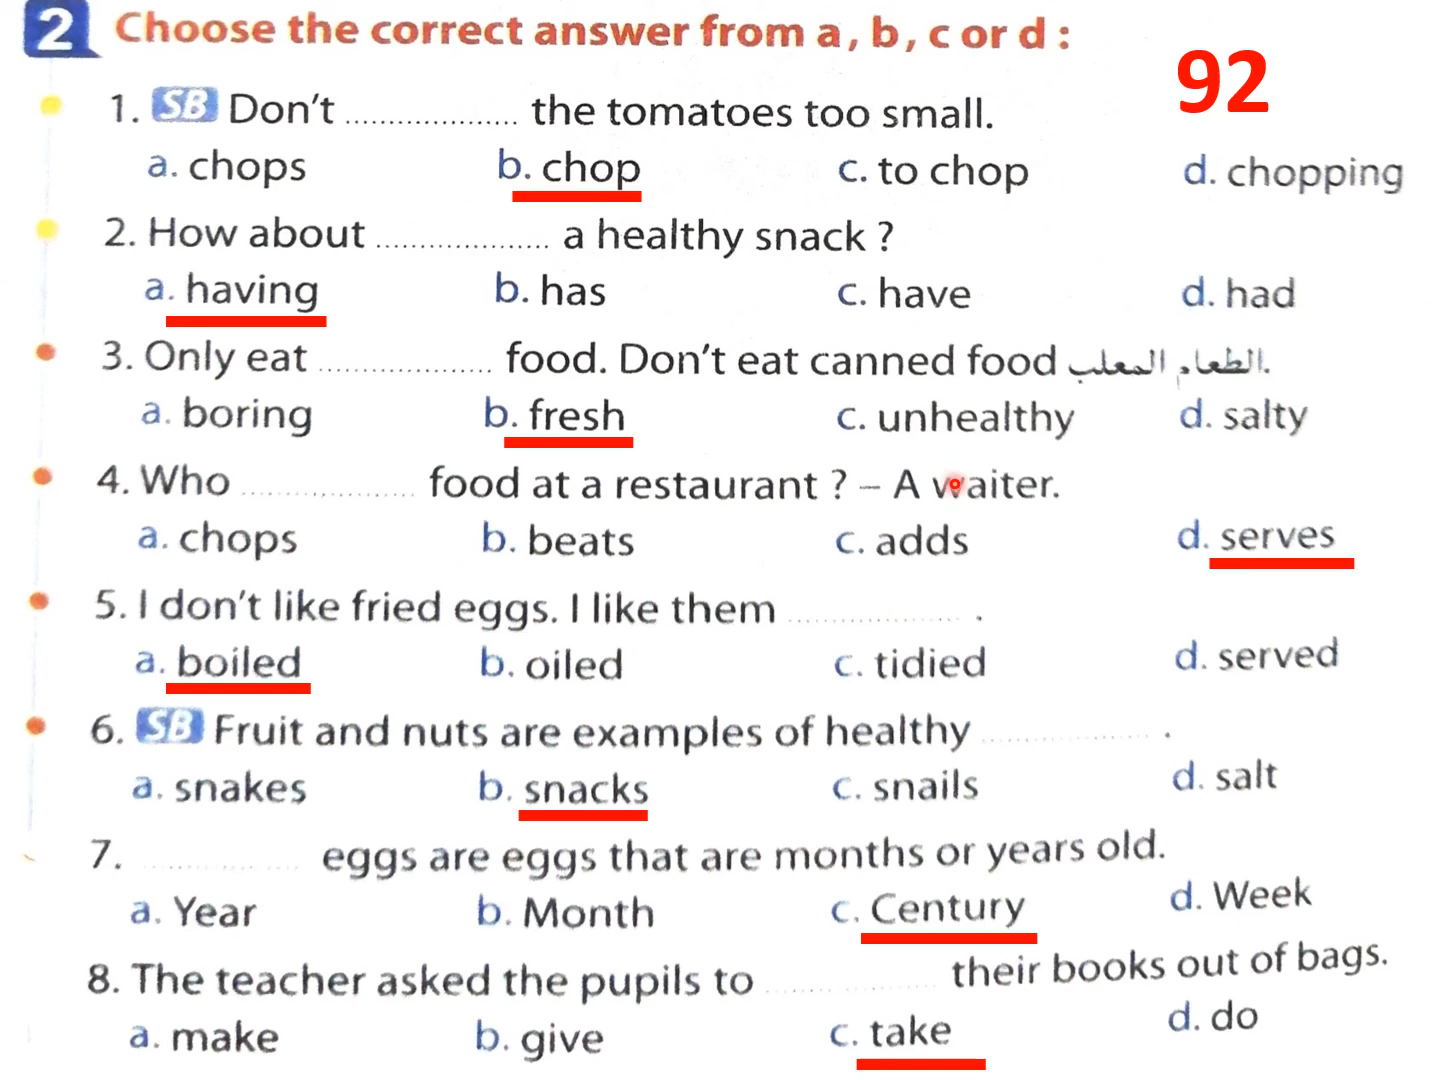 2 Choose the correct answer from a, b, c or d :
92
1. SB Don't .................... the tomatoes too small.
a. chops b. chop c. to chop d. chopping
2. How about .................... a healthy snack ?
a. having b. has c. have d. had
3. Only eat .................... food. Don't eat canned food الطعام المعلب.
a. boring b. fresh c. unhealthy d. salty
4. Who .................... food at a restaurant ? – A waiter.
a. chops b. beats c. adds d. serves
5. I don't like fried eggs. I like them .................... .
a. boiled b. oiled c. tidied d. served
6. SB Fruit and nuts are examples of healthy .................... .
a. snakes b. snacks c. snails d. salt
7. .................... eggs are eggs that are months or years old.
a. Year b. Month c. Century d. Week
8. The teacher asked the pupils to .................... their books out of bags.
a. make b. give c. take d. do